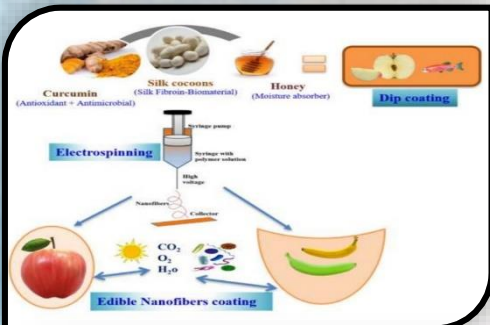 Curcumin
(Antioxidant + Antimicrobial)
Silk cocoons
(Silk Fibroin-Biomaterial)
Honey
(Moisture absorber)
Dip coating
Electrospinning
Syringe pump
Syringe with
polymer solution
High
voltage
Nanofibers
Collector
CO₂
O₂
H₂o
Edible Nanofibers coating